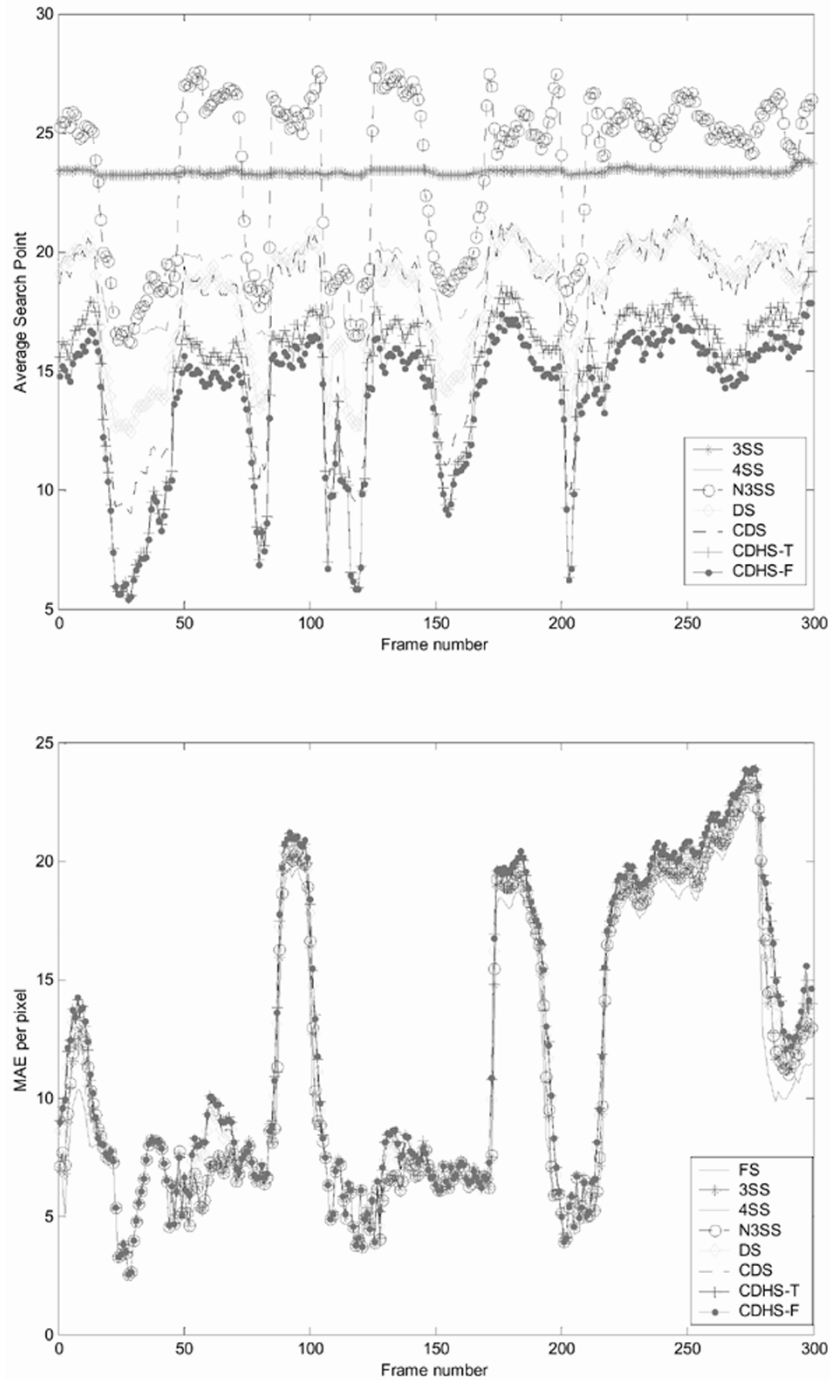 30
25
20
15
10
5
Average Search Point
3SS
4SS
N3SS
DS
CDS
CDHS-T
CDHS-F
0 50 100 150 200 250 300
Frame number
25
20
15
10
5
0
MAE per pixel
FS
3SS
4SS
N3SS
DS
CDS
CDHS-T
CDHS-F
0 50 100 150 200 250 300
Frame number